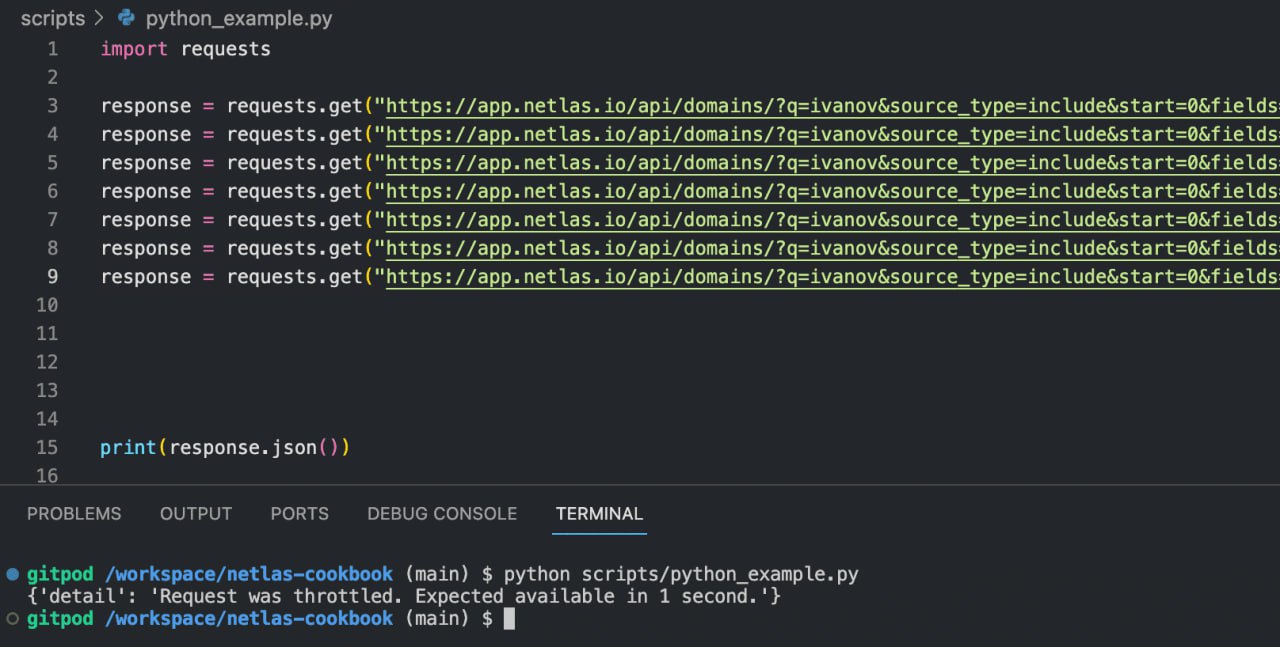 scripts > python_example.py
1 import requests
2
3 response = requests.get("https://app.netlas.io/api/domains/?q=ivanov&source_type=include&start=0&fields=
4 response = requests.get("https://app.netlas.io/api/domains/?q=ivanov&source_type=include&start=0&fields=
5 response = requests.get("https://app.netlas.io/api/domains/?q=ivanov&source_type=include&start=0&fields=
6 response = requests.get("https://app.netlas.io/api/domains/?q=ivanov&source_type=include&start=0&fields=
7 response = requests.get("https://app.netlas.io/api/domains/?q=ivanov&source_type=include&start=0&fields=
8 response = requests.get("https://app.netlas.io/api/domains/?q=ivanov&source_type=include&start=0&fields=
9 response = requests.get("https://app.netlas.io/api/domains/?q=ivanov&source_type=include&start=0&fields=
10
11
12
13
14
15 print(response.json())
16
PROBLEMS OUTPUT PORTS DEBUG CONSOLE TERMINAL
gitpod /workspace/netlas-cookbook (main) $ python scripts/python_example.py
{'detail': 'Request was throttled. Expected available in 1 second.'}
gitpod /workspace/netlas-cookbook (main) $